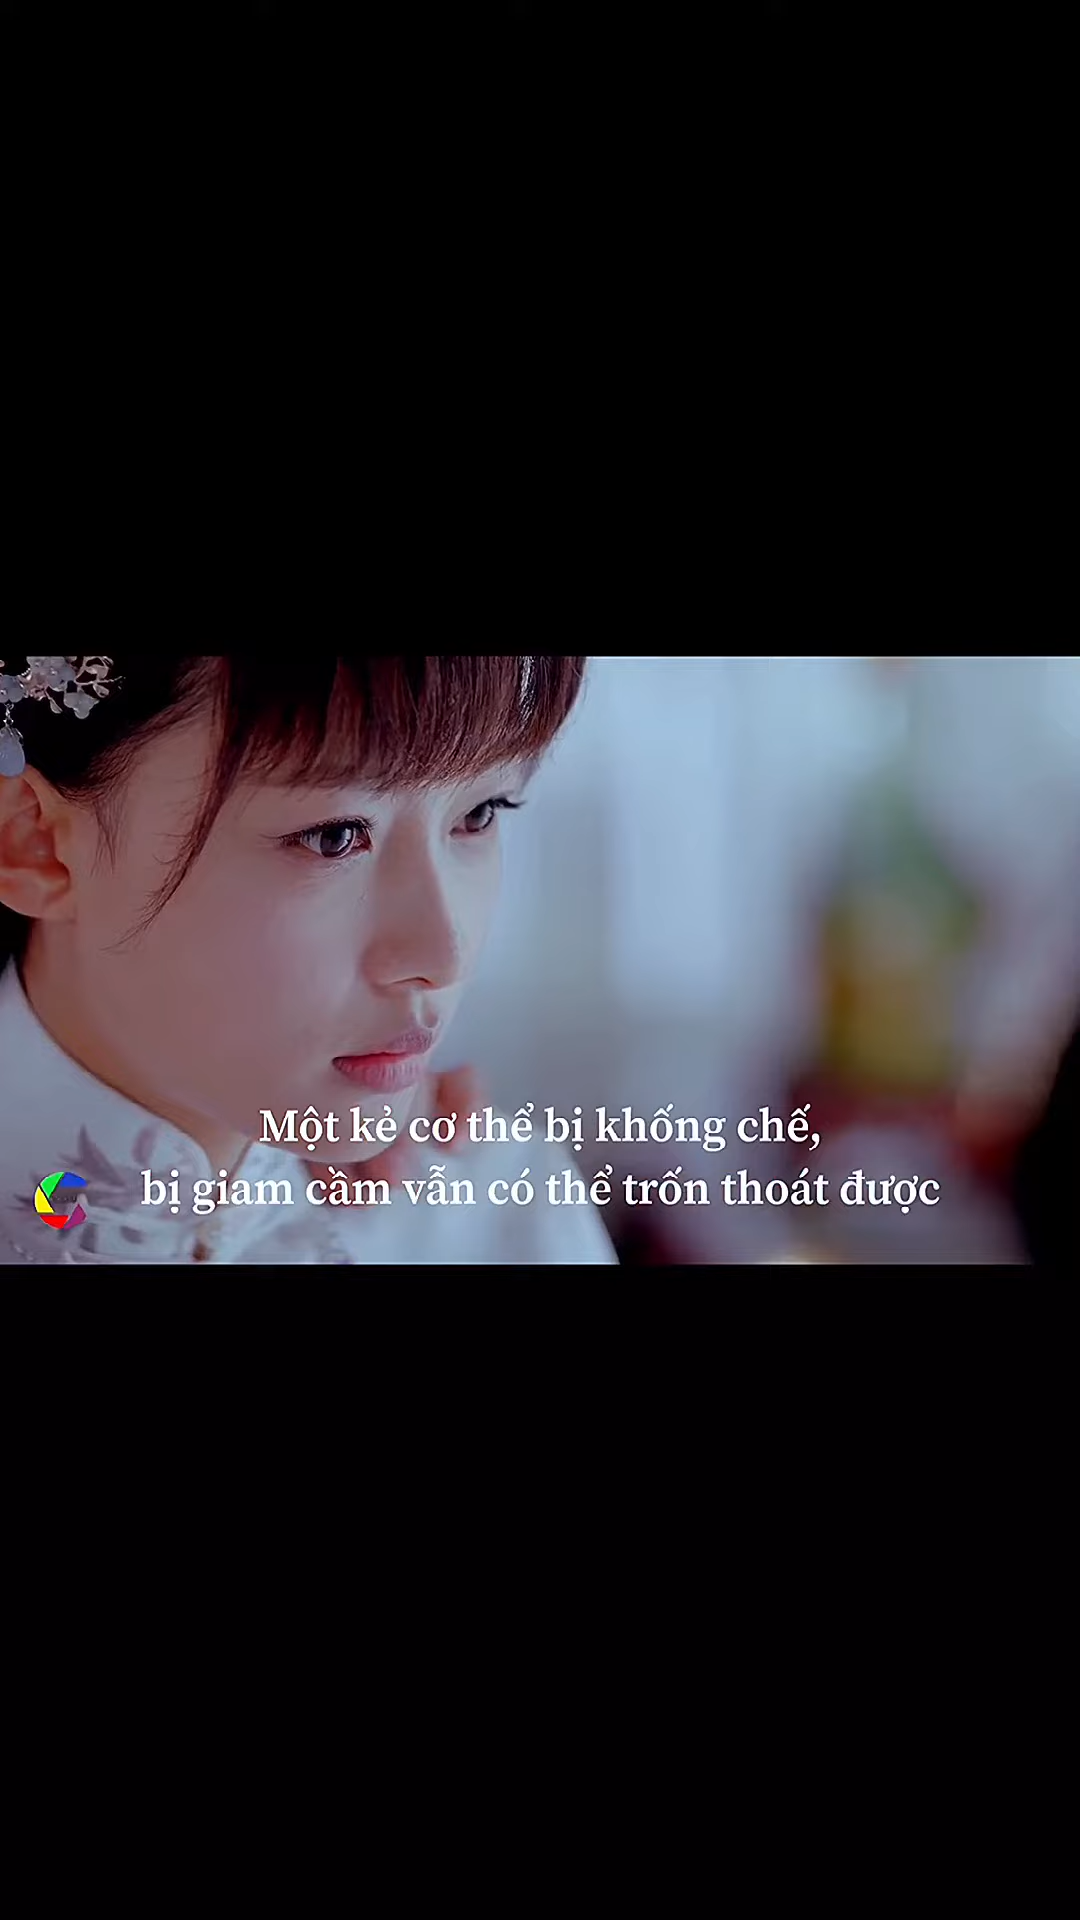 Một kẻ cơ thể bị khống chế,
bị giam cầm vẫn có thể trốn thoát được